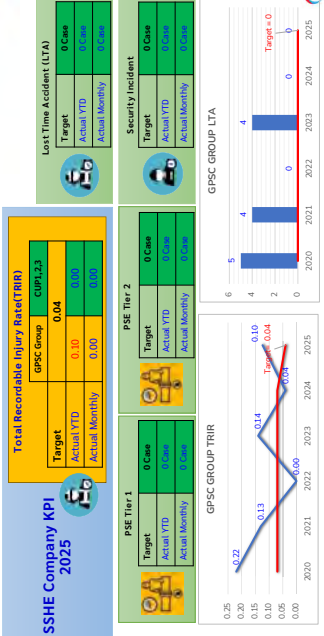 SSHE Company KPI
2025
Total Recordable Injury Rate(TRIR)
GPSC Group CUP1,2,3
Target 0.04
Actual YTD 0.10 0.00
Actual Monthly 0.00 0.00
Lost Time Accident (LTA)
Target 0 Case
Actual YTD 0 Case
Actual Monthly 0 Case
PSE Tier 1
Target 0 Case
Actual YTD 0 Case
Actual Monthly 0 Case
PSE Tier 2
Target 0 Case
Actual YTD 0 Case
Actual Monthly 0 Case
Security Incident
Target 0 Case
Actual YTD 0 Case
Actual Monthly 0 Case
GPSC GROUP TRIR
0.25
0.20
0.15
0.10
0.05
0.00
0.22
0.13
0.00
0.14
0.04
0.10
Target = 0.04
2020 2021 2022 2023 2024 2025
GPSC GROUP LTA
6
4
2
0
5
4
0
4
0
0
Target = 0
2020 2021 2022 2023 2024 2025